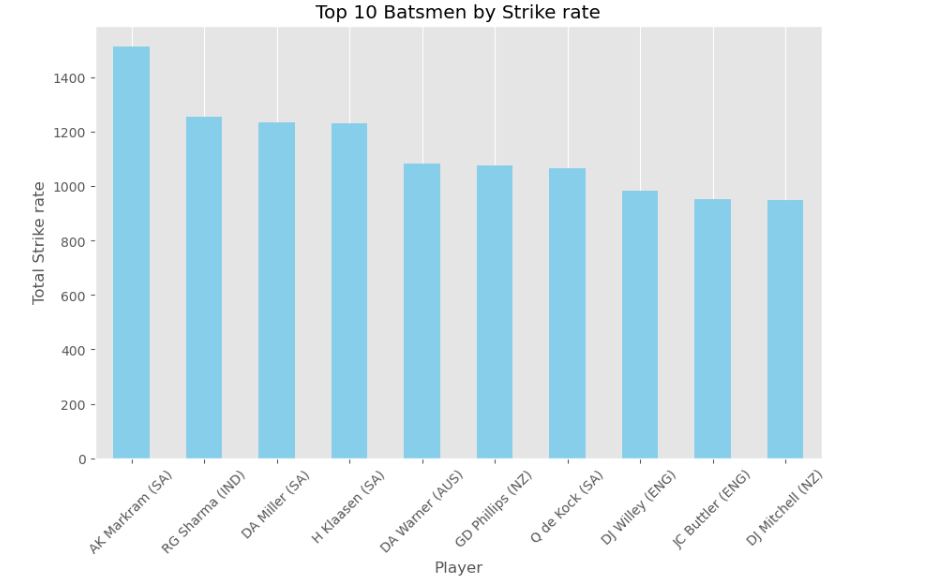 Top 10 Batsmen by Strike rate
Total Strike rate
1400
1200
1000
800
600
400
200
0
AK Markram (SA)
RG Sharma (IND)
DA Miller (SA)
H Klaasen (SA)
DA Warner (AUS)
GD Phillips (NZ)
Q de Kock (SA)
DJ Willey (ENG)
JC Buttler (ENG)
DJ Mitchell (NZ)
Player